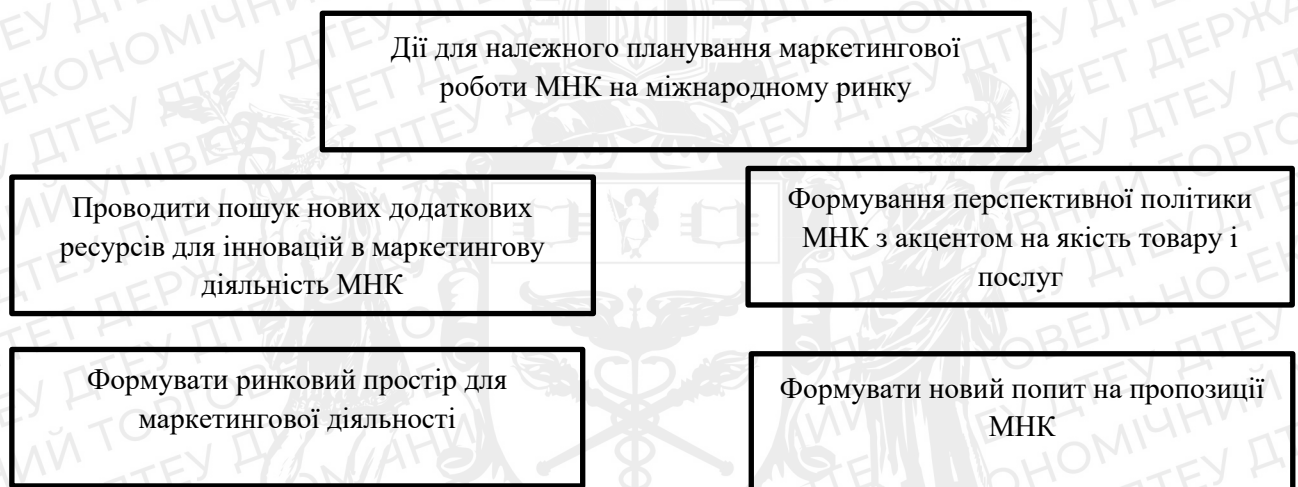 Дії для належного планування маркетингової
роботи МНК на міжнародному ринку
Проводити пошук нових додаткових
ресурсів для інновацій в маркетингову
діяльність МНК
Формування перспективної політики
МНК з акцентом на якість товару і
послуг
Формувати ринковий простір для
маркетингової діяльності
Формувати новий попит на пропозиції
МНК